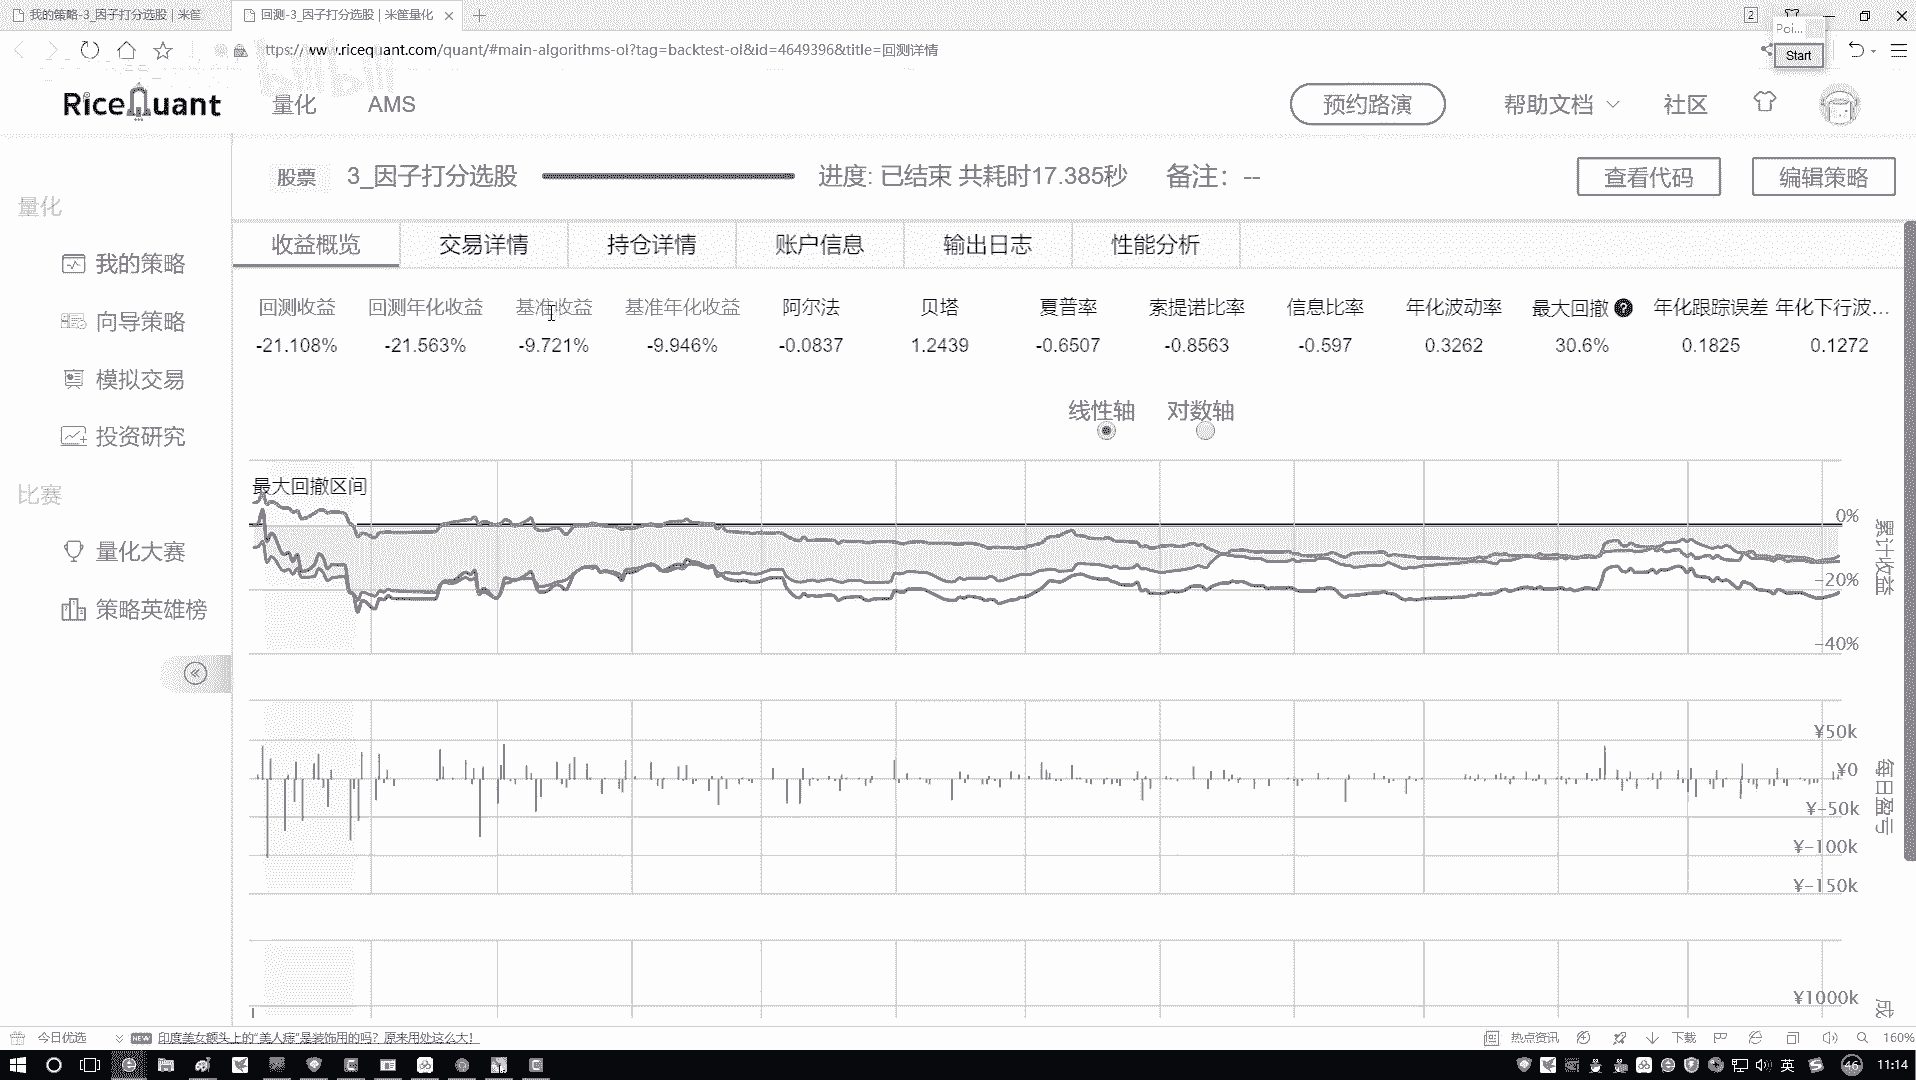 我的策略-3_因子打分选股 | 米筐
回测-3_因子打分选股 | 米筐量化
2
Poi...
ttps://www.ricequant.com/quant/#main-algorithms-ol?tag=backtest-ol&id=4649396&title=回测详情
Start
bilibili
RiceQuant
量化
AMS
预约路演
帮助文档
社区
股票
3_因子打分选股
进度: 已结束 共耗时17.385秒
备注：--
查看代码
编辑策略
量化
我的策略
向导策略
模拟交易
投资研究
比赛
量化大赛
策略英雄榜
收益概览
交易详情
持仓详情
账户信息
输出日志
性能分析
回测收益 回测年化收益 基准收益 基准年化收益 阿尔法 贝塔 夏普率 索提诺比率 信息比率 年化波动率 最大回撤 年化跟踪误差 年化下行波...
-21.108% -21.563% -9.721% -9.946% -0.0837 1.2439 -0.6507 -0.8563 -0.597 0.3262 30.6% 0.1825 0.1272
线性轴 对数轴
最大回撤区间
0%
-20%
-40%
累计收益
¥50k
¥0
¥-50k
¥-100k
¥-150k
每日盈亏
¥1000k
成
今日优选
NEW
印度美女额头上的“美人痣”是装饰用的吗？原来用处这么大！
热点资讯
下载
160%
英
46
11:14